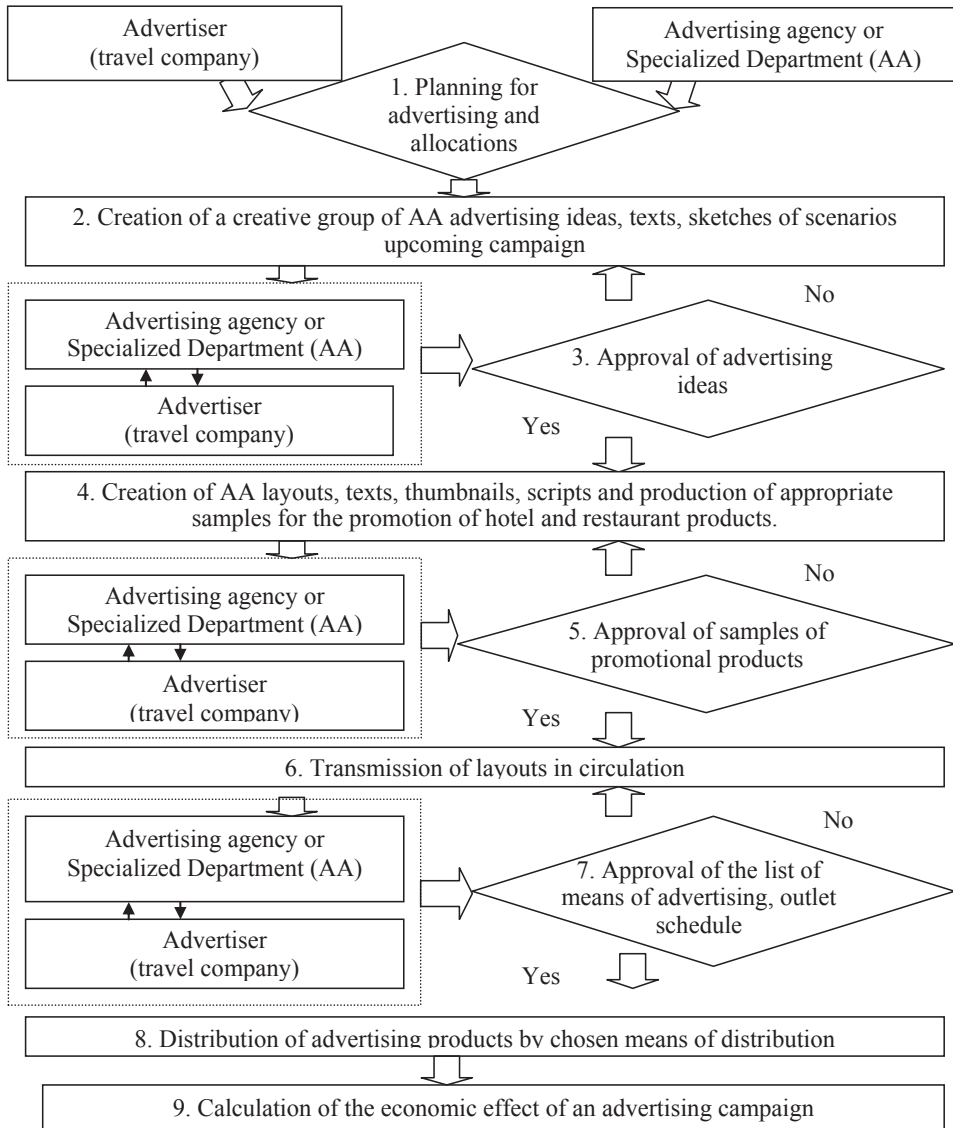 Advertiser
(travel company)
Advertising agency or
Specialized Department (AA)
1. Planning for
advertising and
allocations
2. Creation of a creative group of AA advertising ideas, texts, sketches of scenarios
upcoming campaign
Advertising agency or
Specialized Department (AA)
Advertiser
(travel company)
No
3. Approval of advertising
ideas
Yes
4. Creation of AA layouts, texts, thumbnails, scripts and production of appropriate
samples for the promotion of hotel and restaurant products.
Advertising agency or
Specialized Department (AA)
Advertiser
(travel company)
No
5. Approval of samples of
promotional products
Yes
6. Transmission of layouts in circulation
Advertising agency or
Specialized Department (AA)
Advertiser
(travel company)
No
7. Approval of the list of
means of advertising, outlet
schedule
Yes
8. Distribution of advertising products by chosen means of distribution
9. Calculation of the economic effect of an advertising campaign